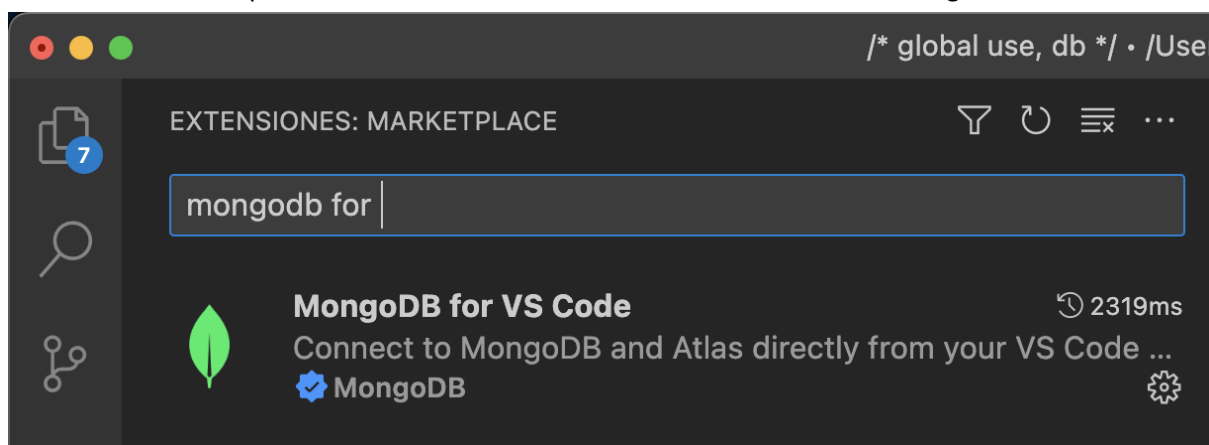 /* global use, db */ • /Use
EXTENSIONES: MARKETPLACE
7
mongodb for
MongoDB for VS Code
2319ms
Connect to MongoDB and Atlas directly from your VS Code ...
MongoDB